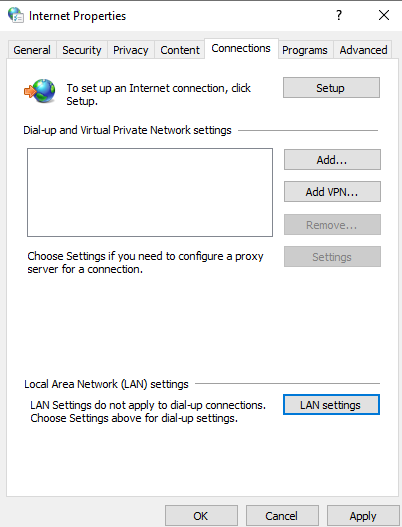 Internet Properties
General Security Privacy Content Connections Programs Advanced
To set up an Internet connection, click
Setup.
Setup
Dial-up and Virtual Private Network settings
Add...
Add VPN...
Remove...
Choose Settings if you need to configure a proxy
server for a connection.
Settings
Local Area Network (LAN) settings
LAN Settings do not apply to dial-up connections.
Choose Settings above for dial-up settings.
LAN settings
OK Cancel Apply